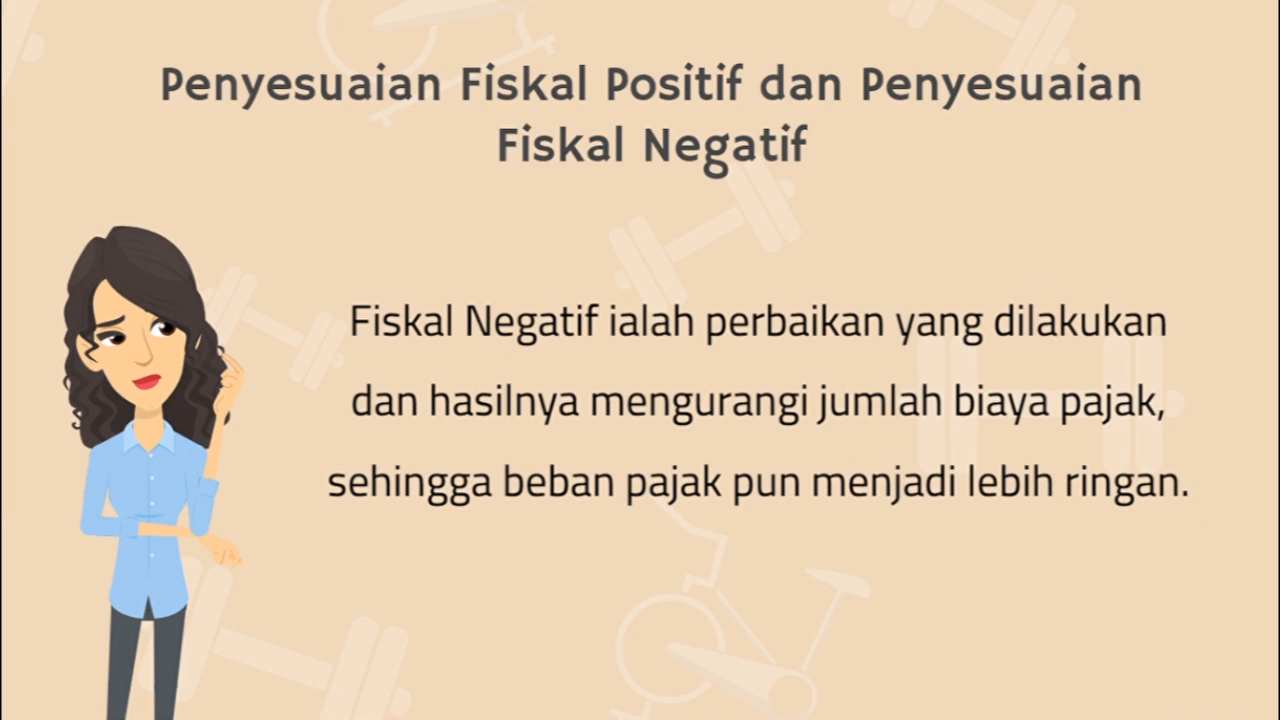 Penyesuaian Fiskal Positif dan Penyesuaian
Fiskal Negatif
Fiskal Negatif ialah perbaikan yang dilakukan
dan hasilnya mengurangi jumlah biaya pajak,
sehingga beban pajak pun menjadi lebih ringan.